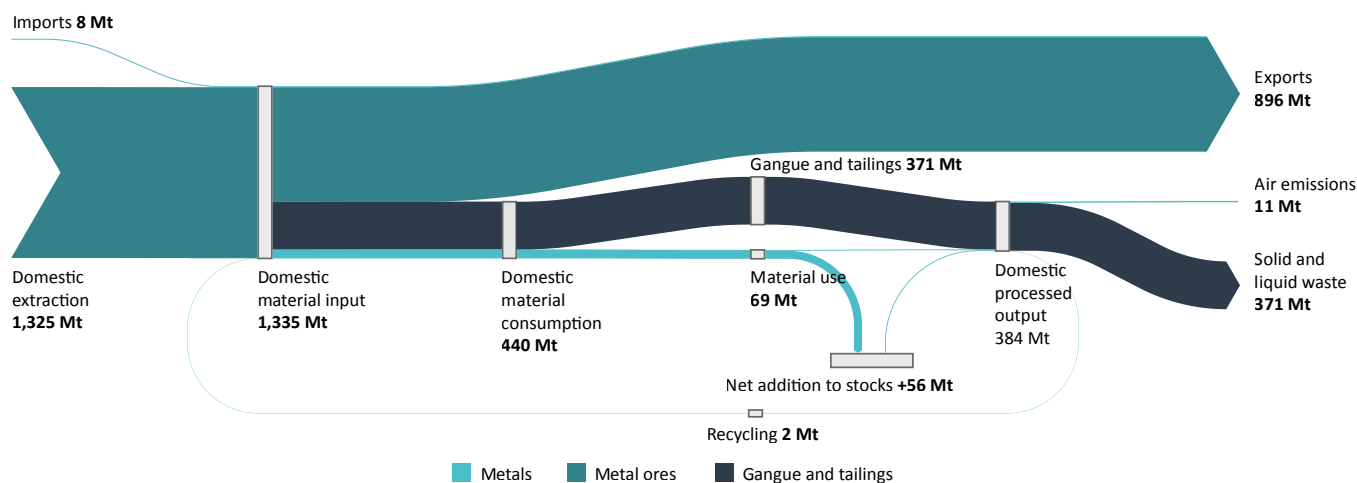 Imports 8 Mt
Exports
896 Mt
Gangue and tailings 371 Mt
Air emissions
11 Mt
Domestic
extraction
1,325 Mt
Domestic
material input
1,335 Mt
Domestic
material
consumption
440 Mt
Material use
69 Mt
Domestic
processed
output
384 Mt
Solid and
liquid waste
371 Mt
Net addition to stocks +56 Mt
Recycling 2 Mt
Metals
Metal ores
Gangue and tailings